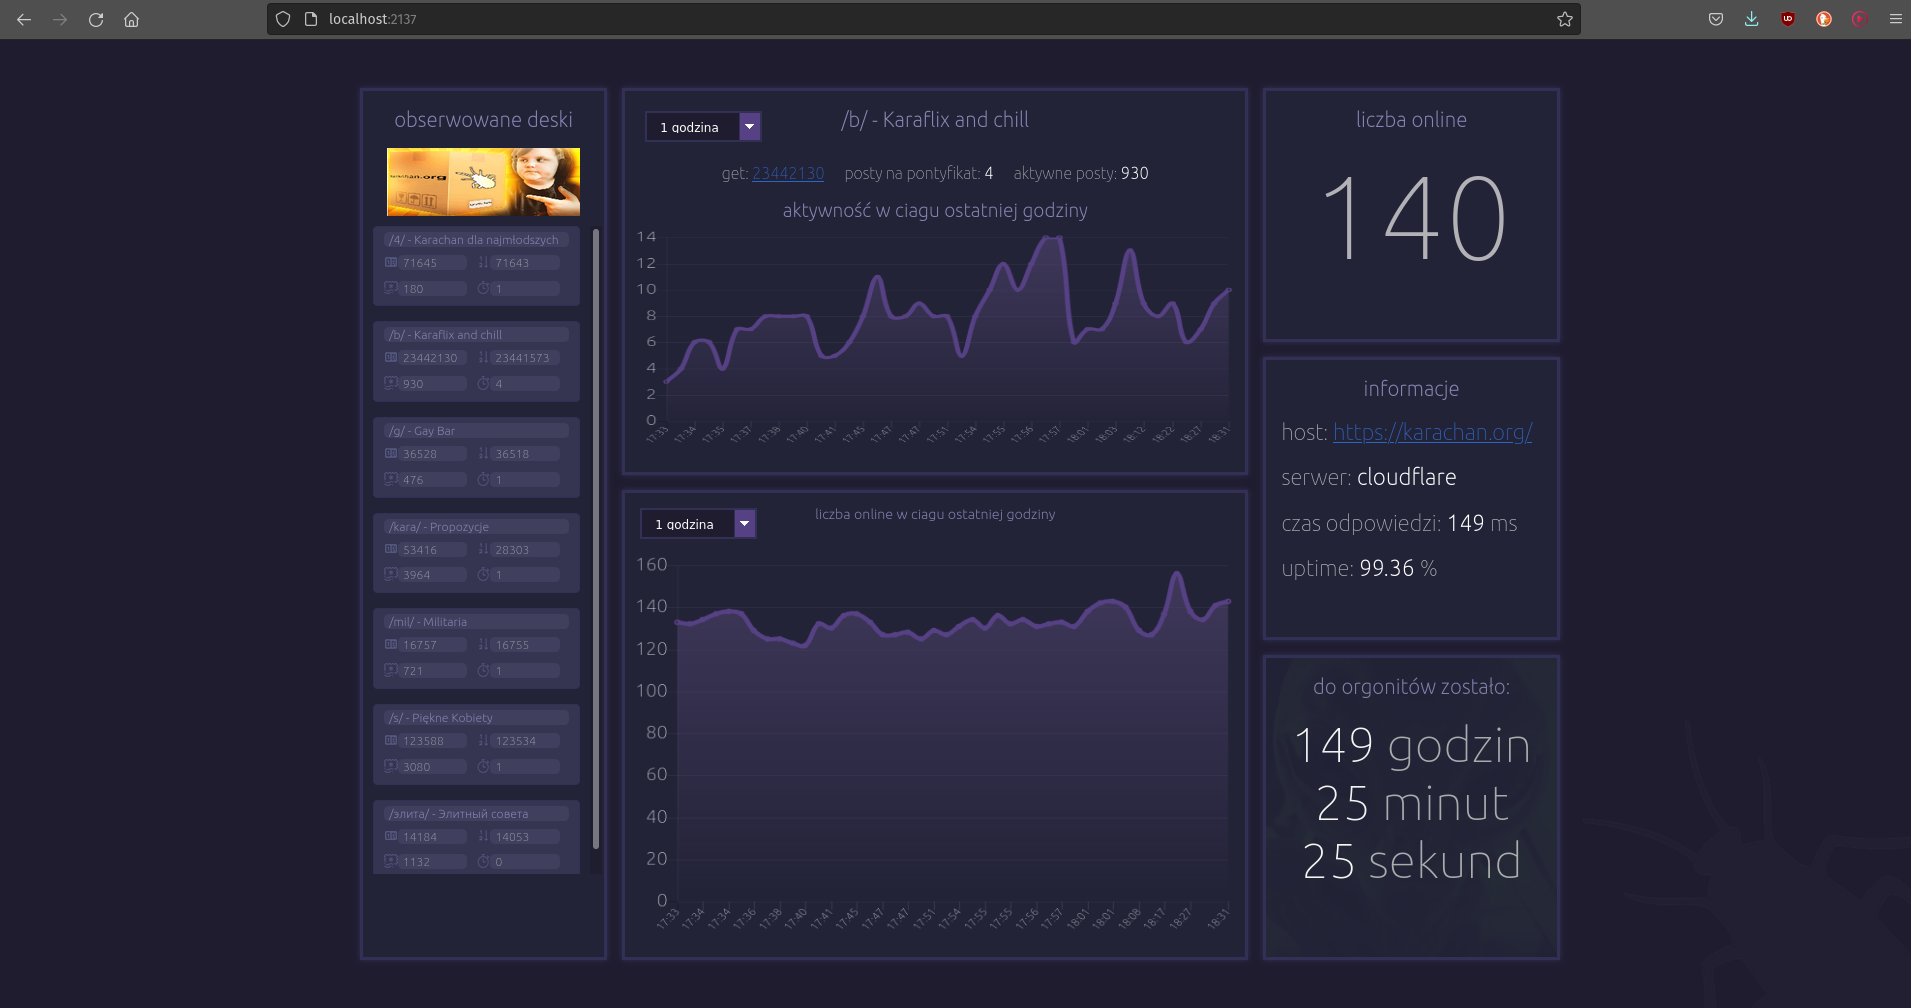 localhost:2137
obserwowane deski
karachan.org
/4/ - Karachan dla najmłodszych
71645 71643
180 1
/b/ - Karaflix and chill
23442130 23441573
930 4
/g/ - Gay Bar
36528 36518
476 1
/kara/ - Propozycje
53416 28303
3964 1
/mil/ - Militaria
16757 16755
721 1
/s/ - Piękne Kobiety
123588 123534
3080 1
/элита/ - Элитный совета
14184 14053
1132 0
1 godzina
/b/ - Karaflix and chill
get: 23442130 posty na pontyfikat: 4 aktywne posty: 930
aktywność w ciagu ostatniej godziny
14
12
10
8
6
4
2
0
17:33 17:34 17:35 17:37 17:38 17:40 17:41 17:45 17:47 17:47 17:51 17:54 17:55 17:56 17:57 18:01 18:03 18:12 18:22 18:27 18:31
1 godzina
liczba online w ciagu ostatniej godziny
160
140
120
100
80
60
40
20
0
17:33 17:34 17:34 17:36 17:38 17:40 17:41 17:45 17:47 17:47 17:51 17:54 17:55 17:55 17:56 17:57 18:01 18:01 18:08 18:17 18:27 18:31
liczba online
140
informacje
host: https://karachan.org/
serwer: cloudflare
czas odpowiedzi: 149 ms
uptime: 99.36 %
do orgonitów zostało:
149 godzin
25 minut
25 sekund